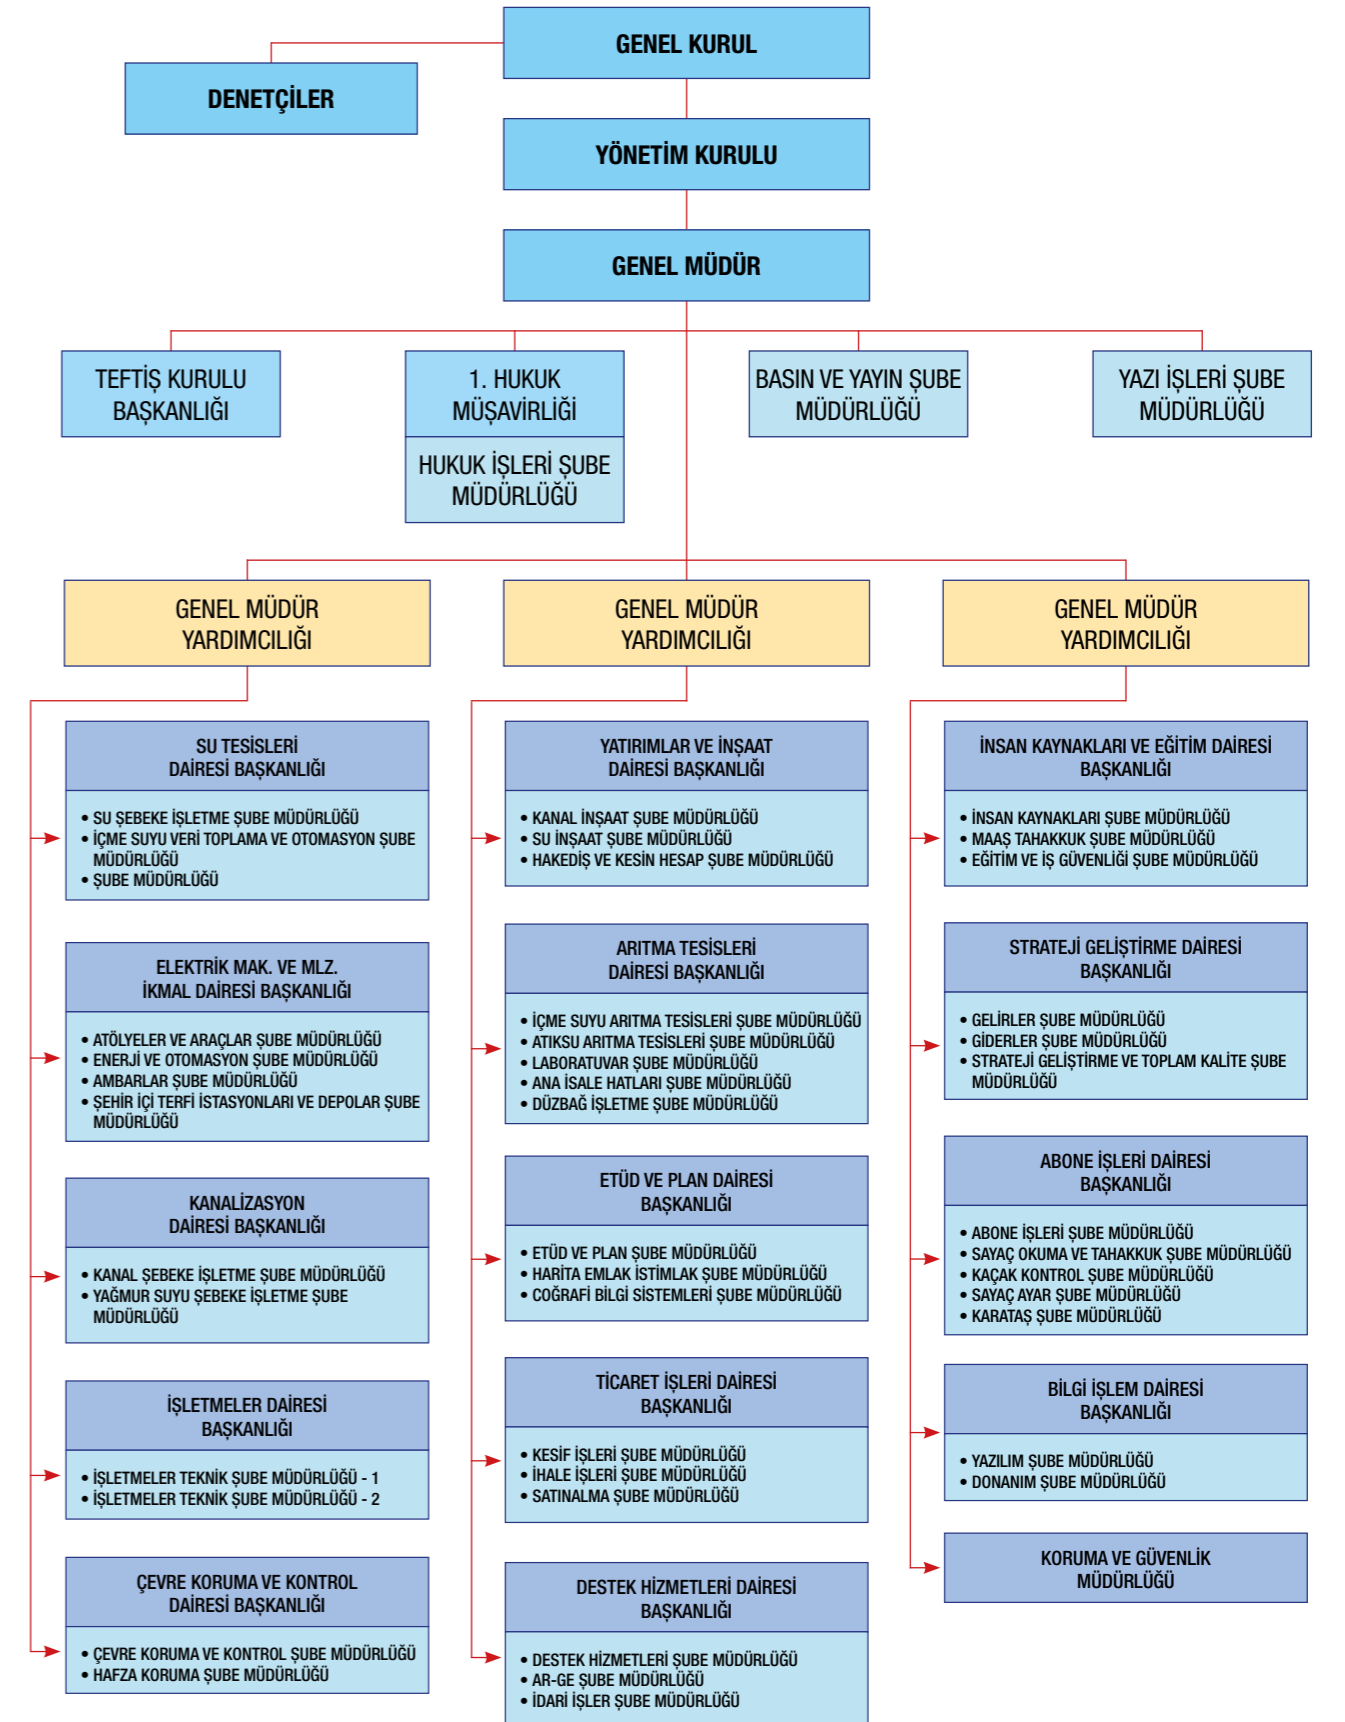 GENEL KURUL
DENETÇİLER
YÖNETİM KURULU
GENEL MÜDÜR
TEFTİŞ KURULU
BAŞKANLIĞI
1. HUKUK
MÜŞAVİRLİĞİ
HUKUK İŞLERİ ŞUBE
MÜDÜRLÜĞÜ
BASIN VE YAYIN ŞUBE
MÜDÜRLÜĞÜ
YAZI İŞLERİ ŞUBE
MÜDÜRLÜĞÜ
GENEL MÜDÜR
YARDIMCILIĞI
SU TESİSLERİ
DAİRESİ BAŞKANLIĞI
• SU ŞEBEKE İŞLETME ŞUBE MÜDÜRLÜĞÜ
• İÇME SUYU VERİ TOPLAMA VE OTOMASYON ŞUBE
MÜDÜRLÜĞÜ
• ŞUBE MÜDÜRLÜĞÜ
ELEKTRİK MAK. VE MLZ.
İKMAL DAİRESİ BAŞKANLIĞI
• ATÖLYELER VE ARAÇLAR ŞUBE MÜDÜRLÜĞÜ
• ENERJİ VE OTOMASYON ŞUBE MÜDÜRLÜĞÜ
• AMBARLAR ŞUBE MÜDÜRLÜĞÜ
• ŞEHİR İÇİ TERFİ İSTASYONLARI VE DEPOLAR ŞUBE
MÜDÜRLÜĞÜ
KANALİZASYON
DAİRESİ BAŞKANLIĞI
• KANAL ŞEBEKE İŞLETME ŞUBE MÜDÜRLÜĞÜ
• YAĞMUR SUYU ŞEBEKE İŞLETME ŞUBE
MÜDÜRLÜĞÜ
İŞLETMELER DAİRESİ
BAŞKANLIĞI
• İŞLETMELER TEKNİK ŞUBE MÜDÜRLÜĞÜ - 1
• İŞLETMELER TEKNİK ŞUBE MÜDÜRLÜĞÜ - 2
ÇEVRE KORUMA VE KONTROL
DAİRESİ BAŞKANLIĞI
• ÇEVRE KORUMA VE KONTROL ŞUBE MÜDÜRLÜĞÜ
• HAFZA KORUMA ŞUBE MÜDÜRLÜĞÜ
GENEL MÜDÜR
YARDIMCILIĞI
YATIRIMLAR VE İNŞAAT
DAİRESİ BAŞKANLIĞI
• KANAL İNŞAAT ŞUBE MÜDÜRLÜĞÜ
• SU İNŞAAT ŞUBE MÜDÜRLÜĞÜ
• HAKEDİŞ VE KESİN HESAP ŞUBE MÜDÜRLÜĞÜ
ARITMA TESİSLERİ
DAİRESİ BAŞKANLIĞI
• İÇME SUYU ARITMA TESİSLERİ ŞUBE MÜDÜRLÜĞÜ
• ATIKSU ARITMA TESİSLERİ ŞUBE MÜDÜRLÜĞÜ
• LABORATUVAR ŞUBE MÜDÜRLÜĞÜ
• ANA İSALE HATLARI ŞUBE MÜDÜRLÜĞÜ
• DÜZBAĞ İŞLETME ŞUBE MÜDÜRLÜĞÜ
ETÜD VE PLAN DAİRESİ
BAŞKANLIĞI
• ETÜD VE PLAN ŞUBE MÜDÜRLÜĞÜ
• HARİTA EMLAK İSTİMLAK ŞUBE MÜDÜRLÜĞÜ
• COĞRAFİ BİLGİ SİSTEMLERİ ŞUBE MÜDÜRLÜĞÜ
TİCARET İŞLERİ DAİRESİ
BAŞKANLIĞI
• KESİF İŞLERİ ŞUBE MÜDÜRLÜĞÜ
• İHALE İŞLERİ ŞUBE MÜDÜRLÜĞÜ
• SATINALMA ŞUBE MÜDÜRLÜĞÜ
DESTEK HİZMETLERİ DAİRESİ
BAŞKANLIĞI
• DESTEK HİZMETLERİ ŞUBE MÜDÜRLÜĞÜ
• AR-GE ŞUBE MÜDÜRLÜĞÜ
• İDARİ İŞLER ŞUBE MÜDÜRLÜĞÜ
GENEL MÜDÜR
YARDIMCILIĞI
İNSAN KAYNAKLARI VE EĞİTİM DAİRESİ
BAŞKANLIĞI
• İNSAN KAYNAKLARI ŞUBE MÜDÜRLÜĞÜ
• MAAŞ TAHAKKUK ŞUBE MÜDÜRLÜĞÜ
• EĞİTİM VE İŞ GÜVENLİĞİ ŞUBE MÜDÜRLÜĞÜ
STRATEJİ GELİŞTİRME DAİRESİ
BAŞKANLIĞI
• GELİRLER ŞUBE MÜDÜRLÜĞÜ
• GİDERLER ŞUBE MÜDÜRLÜĞÜ
• STRATEJİ GELİŞTİRME VE TOPLAM KALİTE ŞUBE
MÜDÜRLÜĞÜ
ABONE İŞLERİ DAİRESİ
BAŞKANLIĞI
• ABONE İŞLERİ ŞUBE MÜDÜRLÜĞÜ
• SAYAÇ OKUMA VE TAHAKKUK ŞUBE MÜDÜRLÜĞÜ
• KAÇAK KONTROL ŞUBE MÜDÜRLÜĞÜ
• SAYAÇ AYAR ŞUBE MÜDÜRLÜĞÜ
• KARATAŞ ŞUBE MÜDÜRLÜĞÜ
BİLGİ İŞLEM DAİRESİ
BAŞKANLIĞI
• YAZILIM ŞUBE MÜDÜRLÜĞÜ
• DONANIM ŞUBE MÜDÜRLÜĞÜ
KORUMA VE GÜVENLİK
MÜDÜRLÜĞÜ